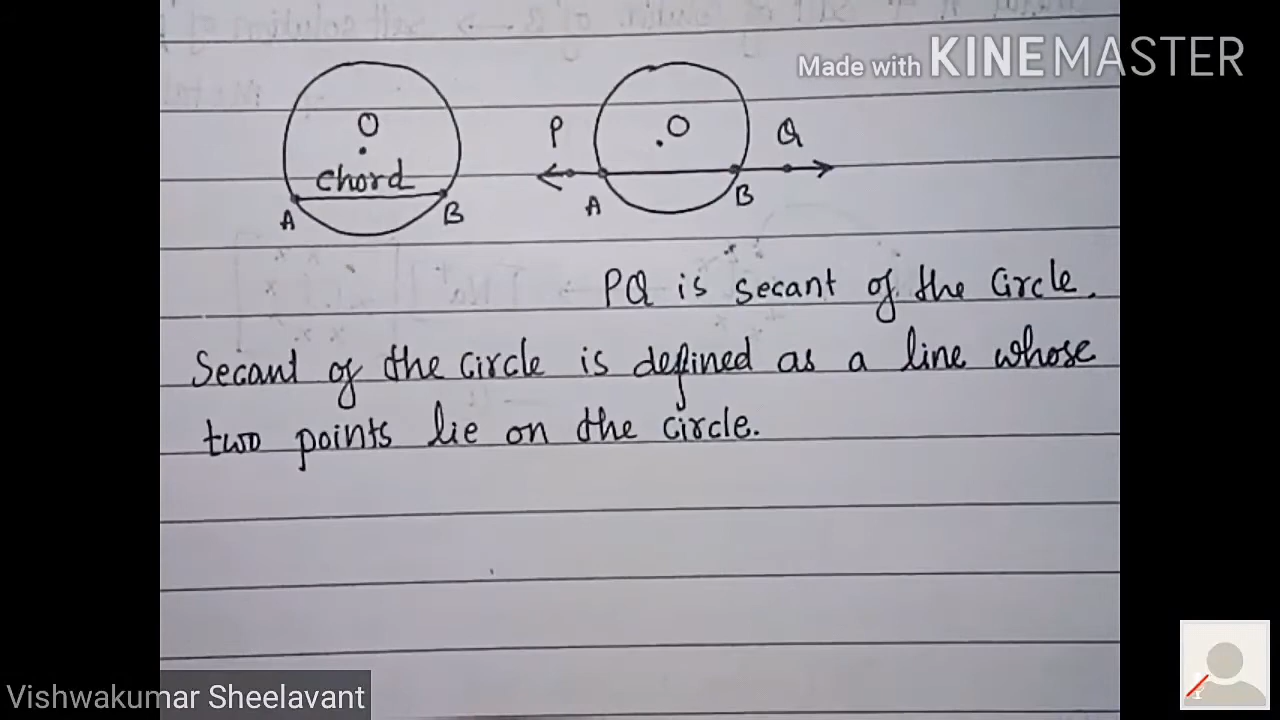 Made with KINEMASTER
O
O
P
Q
chord
A
B
A
B
PQ is secant of the circle.
Secant of the circle is defined as a line whose
two points lie on the circle.
Vishwakumar Sheelavant